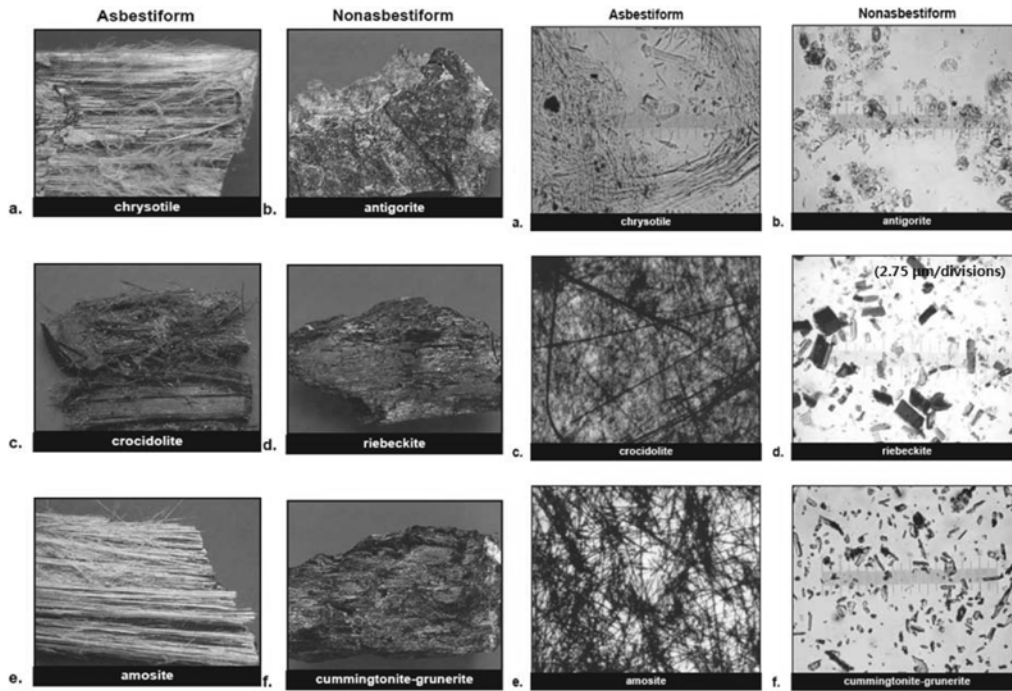 Asbestiform Nonasbestiform Asbestiform Nonasbestiform
a. chrysotile b. antigorite a. chrysotile b. antigorite
(2.75 µm/divisions)
c. crocidolite d. riebeckite c. crocidolite d. riebeckite
e. amosite f. cummingtonite-grunerite e. amosite f. cummingtonite-grunerite